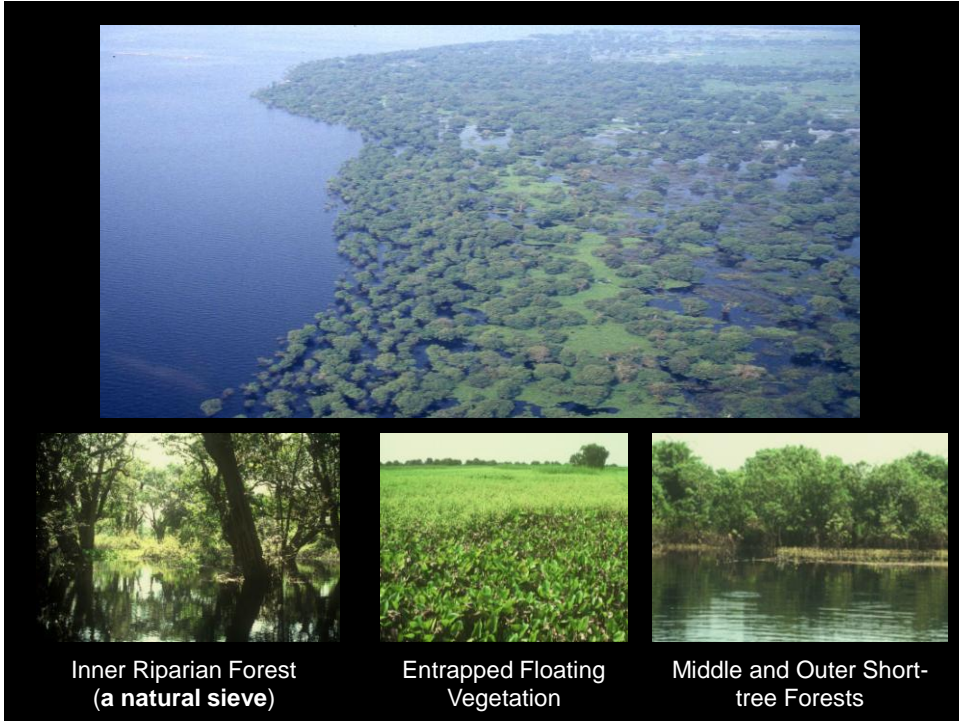 Inner Riparian Forest
(a natural sieve)
Entrapped Floating
Vegetation
Middle and Outer Short-
tree Forests